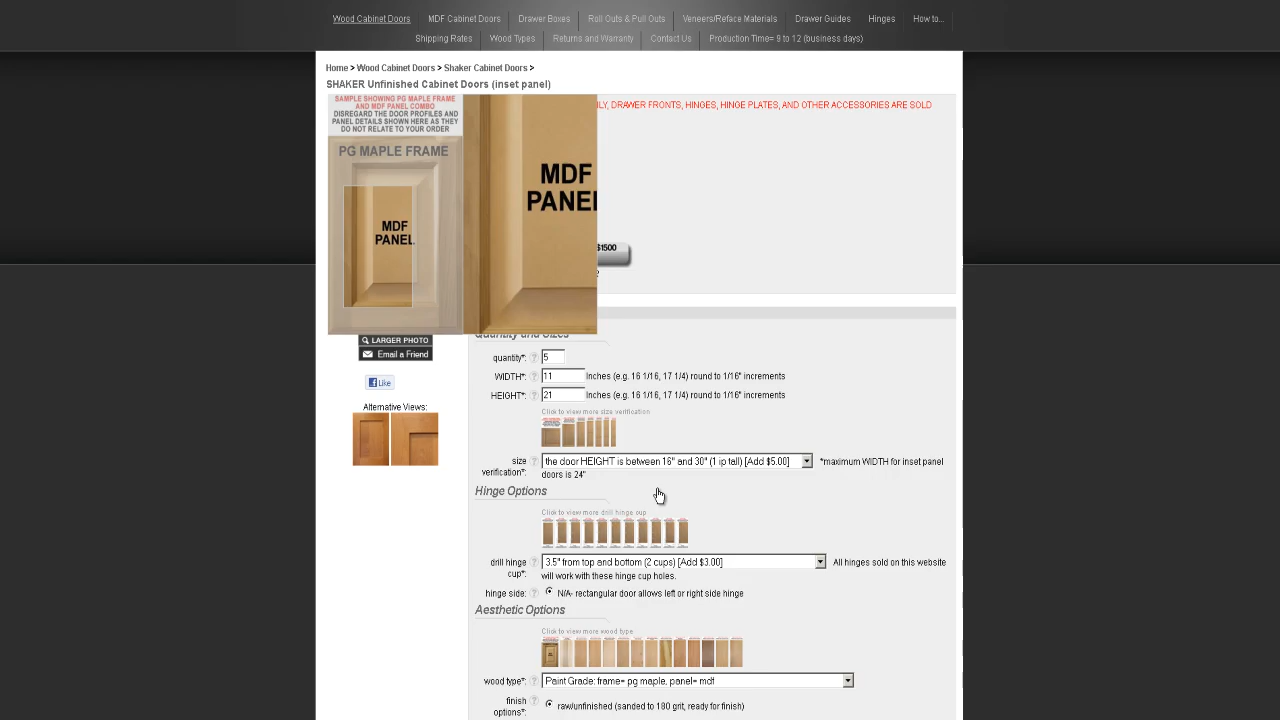 Wood Cabinet Doors MDF Cabinet Doors Drawer Boxes Roll Outs & Pull Outs Veneers/Reface Materials Drawer Guides Hinges How to...
Shipping Rates Wood Types Returns and Warranty Contact Us Production Time= 9 to 12 (business days)
Home > Wood Cabinet Doors > Shaker Cabinet Doors >
SHAKER Unfinished Cabinet Doors (inset panel)
SAMPLE SHOWING PG MAPLE FRAME
AND MDF PANEL COMBO
DISREGARD THE DOOR PROFILES AND
PANEL DETAILS SHOWN HERE AS THEY
DO NOT RELATE TO YOUR ORDER
PG MAPLE FRAME
MDF
PANEL
MDF
PANEL
ILY, DRAWER FRONTS, HINGES, HINGE PLATES, AND OTHER ACCESSORIES ARE SOLD
$1500
LARGER PHOTO
Email a Friend
Like
Alternative Views:
Quantity and Sizes
quantity*: ? 5
WIDTH*: ? 11 Inches (e.g. 16 1/16, 17 1/4) round to 1/16" increments
HEIGHT*: ? 21 Inches (e.g. 16 1/16, 17 1/4) round to 1/16" increments
Click to view more size verification
size verification*: ? the door HEIGHT is between 16" and 30" (1 ip tall) [Add $5.00] *maximum WIDTH for inset panel
doors is 24"
Hinge Options
Click to view more drill hinge cup
drill hinge cup*: ? 3.5" from top and bottom (2 cups) [Add $3.00] All hinges sold on this website
will work with these hinge cup holes.
hinge side: ? N/A- rectangular door allows left or right side hinge
Aesthetic Options
Click to view more wood type
wood type*: ? Paint Grade: frame= pg maple, panel= mdf
finish options*: ? raw/unfinished (sanded to 180 grit, ready for finish)